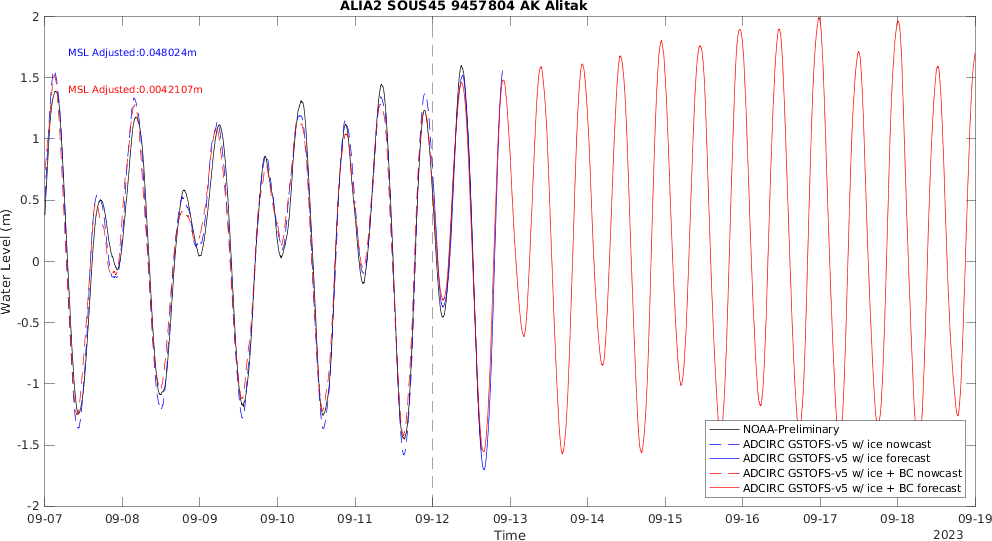 ALIA2 SOUS45 9457804 AK Alitak
MSL Adjusted:0.048024m
MSL Adjusted:0.0042107m
Water Level (m)
2
1.5
1
0.5
0
-0.5
-1
-1.5
-2
NOAA-Preliminary
ADCIRC GSTOFS-v5 w/ ice nowcast
ADCIRC GSTOFS-v5 w/ ice forecast
ADCIRC GSTOFS-v5 w/ ice + BC nowcast
ADCIRC GSTOFS-v5 w/ ice + BC forecast
09-07 09-08 09-09 09-10 09-11 09-12 09-13 09-14 09-15 09-16 09-17 09-18 09-19
Time
2023